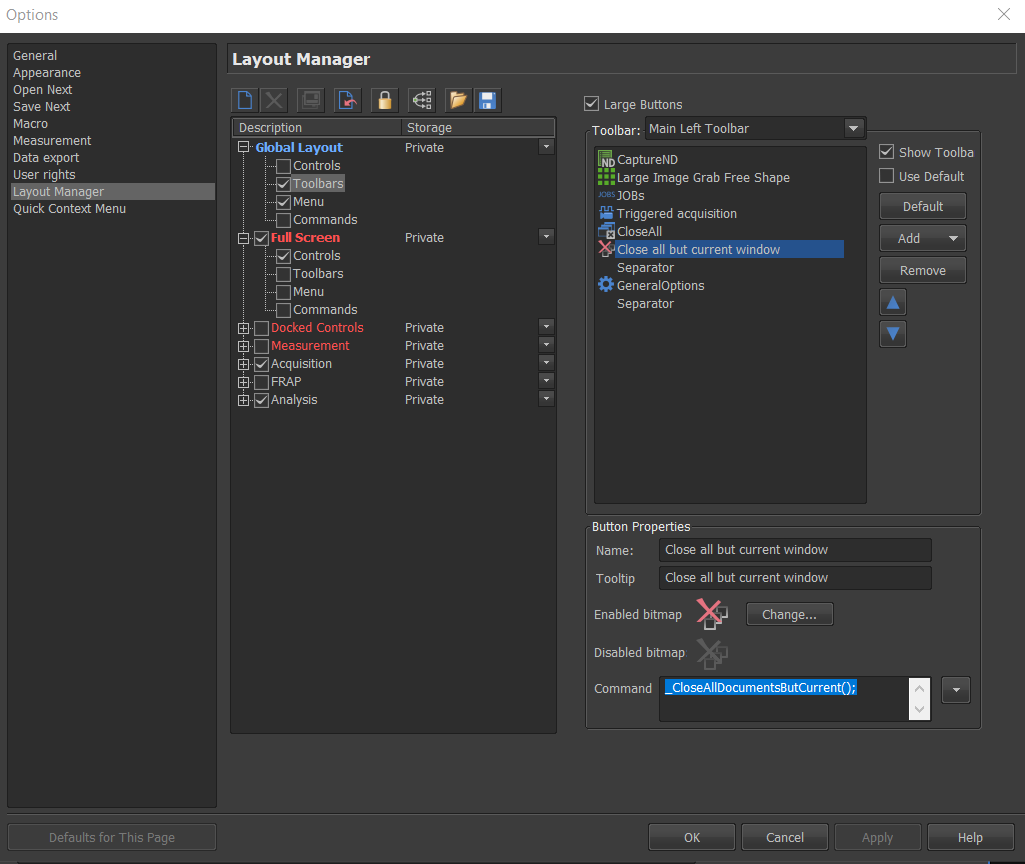 Options
General
Appearance
Open Next
Save Next
Macro
Measurement
Data export
User rights
Layout Manager
Quick Context Menu
Layout Manager
Description Storage
Global Layout Private
Controls
Toolbars
Menu
Commands
Full Screen Private
Controls
Toolbars
Menu
Commands
Docked Controls Private
Measurement Private
Acquisition Private
FRAP Private
Analysis Private
Large Buttons
Toolbar: Main Left Toolbar
ND CaptureND
Large Image Grab Free Shape
JOBS JOBs
Triggered acquisition
CloseAll
Close all but current window
Separator
GeneralOptions
Separator
Show Toolba
Use Default
Default
Add
Remove
Button Properties
Name: Close all but current window
Tooltip Close all but current window
Enabled bitmap Change...
Disabled bitmap
Command _CloseAllDocumentsButCurrent();
Defaults for This Page
OK Cancel Apply Help